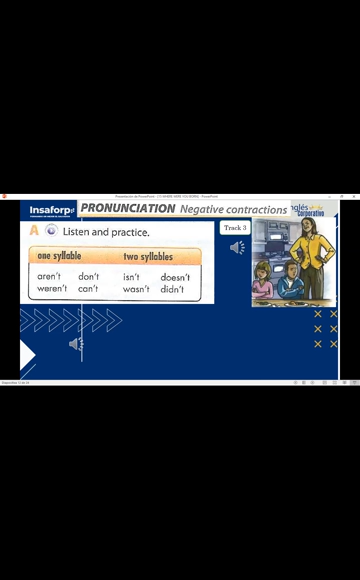 Insaforp
PRONUNCIATION Negative contractions
Inglés
Corporativo
A Listen and practice.
Track 3
one syllable two syllables
aren't don't isn't doesn't
weren't can't wasn't didn't